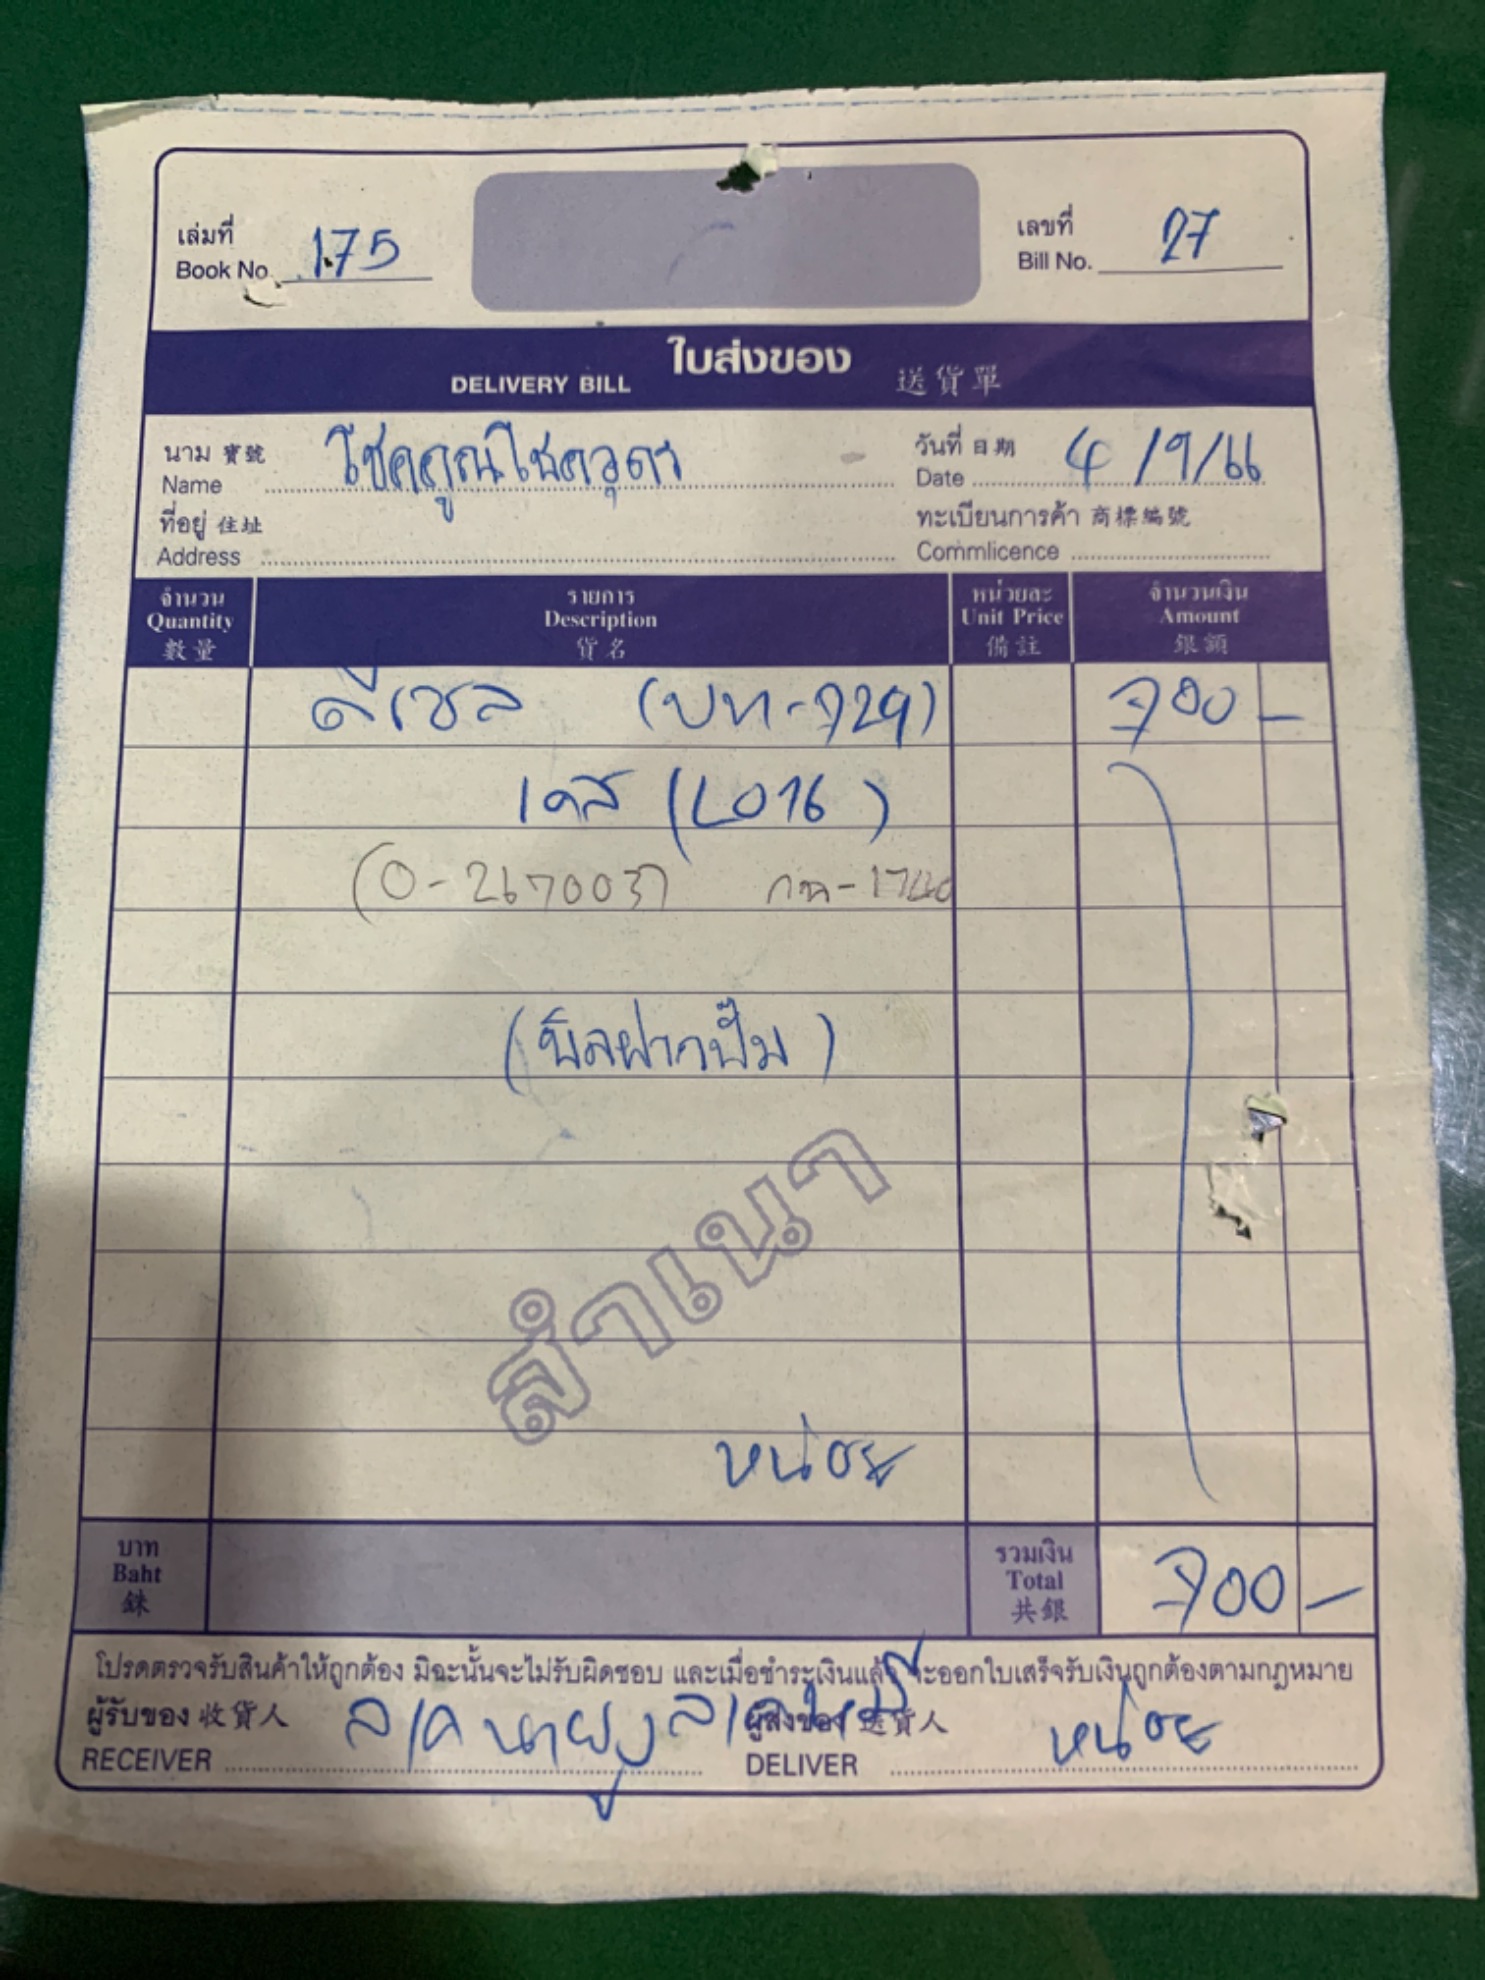 เล่มที่
Book No. 175
เลขที่
Bill No. 27
ใบส่งของ
DELIVERY BILL 送貨單
นาม 寶號
Name โชคคูณโชคอุดร
วันที่ 日期
Date 4/9/66
ที่อยู่ 住址
Address
ทะเบียนการค้า 商標編號
Commlicence
จำนวน รายการ หน่วยละ จำนวนเงิน
Quantity Description Unit Price Amount
數量 貨名 備註 銀額
ดีเซล (บท-729) 700 -
เคส (L016)
(0-2670037
(บิลฝากปั๊ม)
สำเนา
หน่อย
บาท
Baht
銖
รวมเงิน
Total
共銀
700 -
โปรดตรวจรับสินค้าให้ถูกต้อง มิฉะนั้นจะไม่รับผิดชอบ และเมื่อชำระเงินแล้ว จะออกใบเสร็จรับเงินถูกต้องตามกฎหมาย
ผู้รับของ 收貨人
RECEIVER
ผู้ส่งของ 送貨人
DELIVER หน่อย